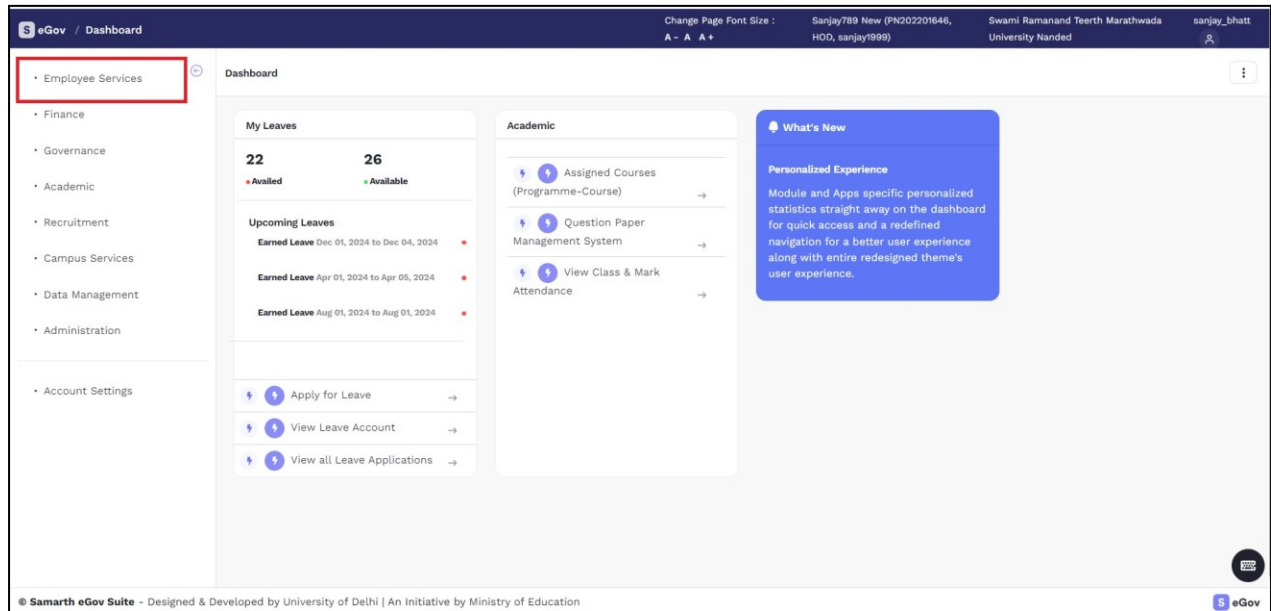 S eGov / Dashboard
Change Page Font Size :
A - A A +
Sanjay789 New (PN202201646,
HOD, sanjay1999)
Swami Ramanand Teerth Marathwada
University Nanded
sanjay_bhatt
• Employee Services
• Finance
• Governance
• Academic
• Recruitment
• Campus Services
• Data Management
• Administration
• Account Settings
Dashboard
My Leaves
22
26
Availed
Available
Upcoming Leaves
Earned Leave Dec 01, 2024 to Dec 04, 2024
Earned Leave Apr 01, 2024 to Apr 05, 2024
Earned Leave Aug 01, 2024 to Aug 01, 2024
Apply for Leave →
View Leave Account →
View all Leave Applications →
Academic
Assigned Courses
(Programme-Course) →
Question Paper
Management System →
View Class & Mark
Attendance →
What's New
Personalized Experience
Module and Apps specific personalized
statistics straight away on the dashboard
for quick access and a redefined
navigation for a better user experience
along with entire redesigned theme's
user experience.
© Samarth eGov Suite - Designed & Developed by University of Delhi | An Initiative by Ministry of Education
S eGov